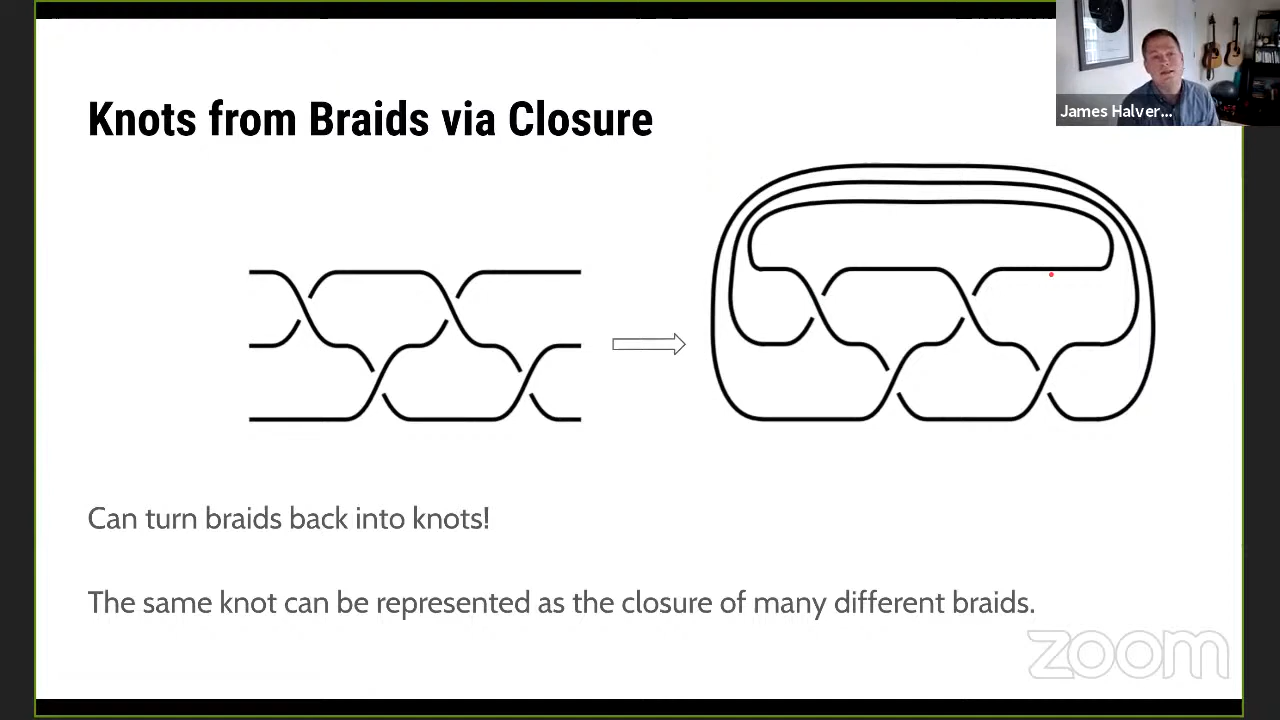 Knots from Braids via Closure
James Halver...
Can turn braids back into knots!
The same knot can be represented as the closure of many different braids.
zoom